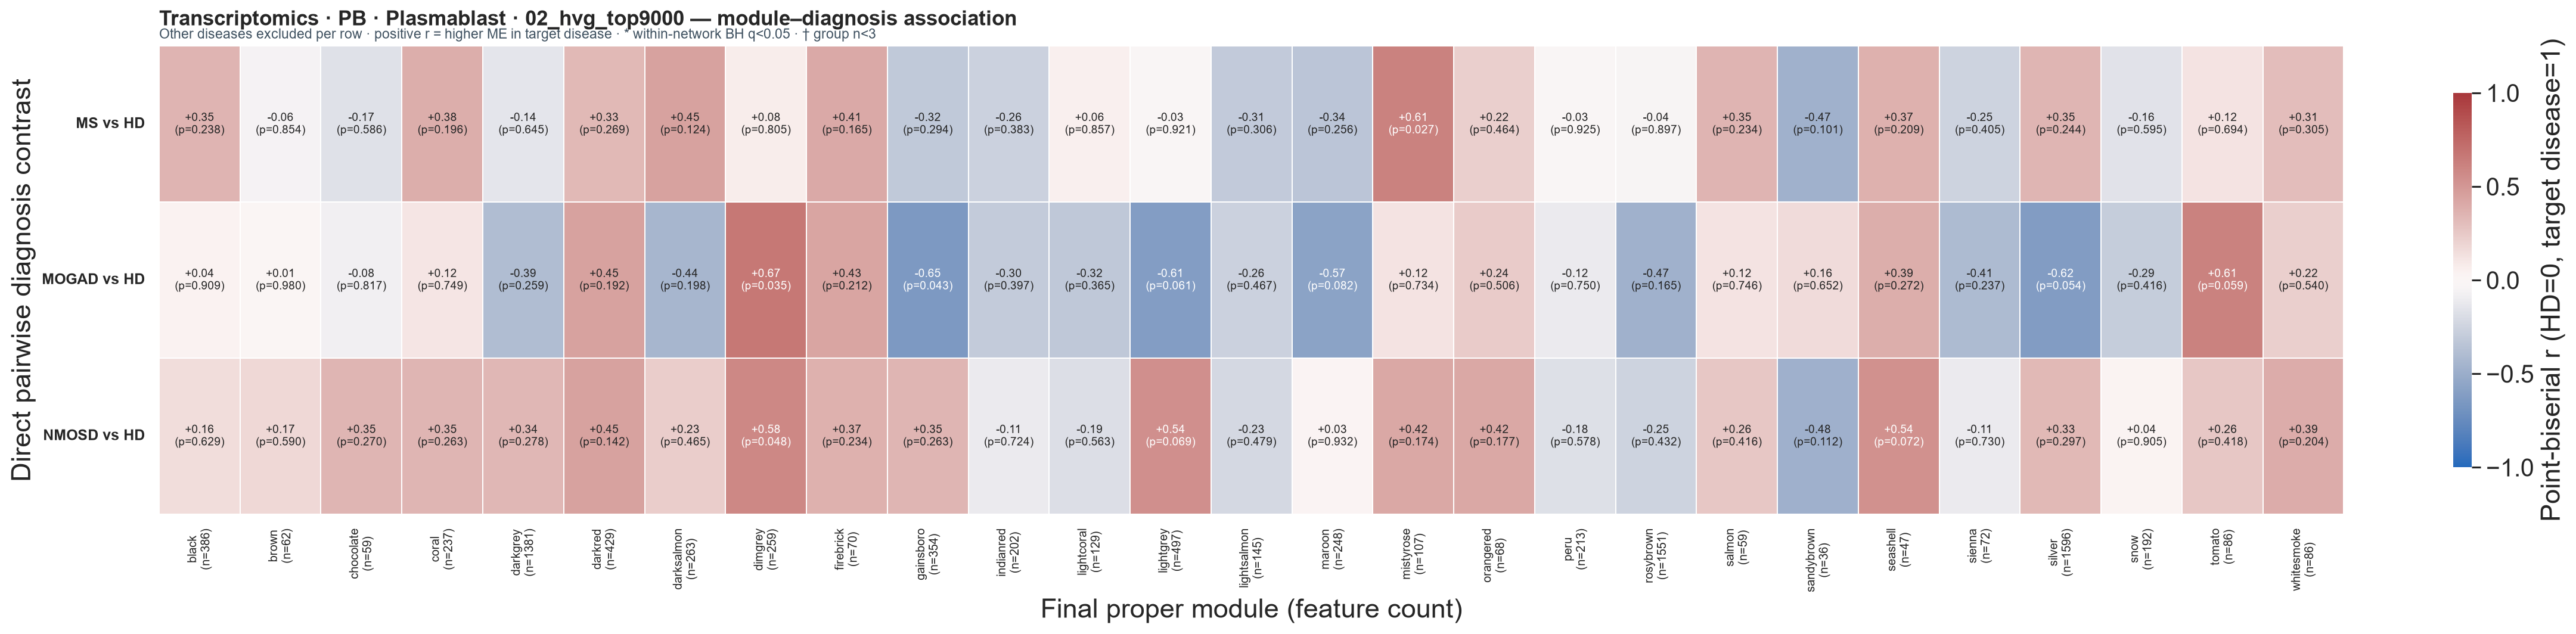 Transcriptomics · PB · Plasmablast · 02_hvg_top9000 — module–diagnosis association
Other diseases excluded per row · positive r = higher ME in target disease · * within-network BH q<0.05 · † group n<3
Direct pairwise diagnosis contrast
MS vs HD
+0.35
(p=0.238)
-0.06
(p=0.854)
-0.17
(p=0.586)
+0.38
(p=0.196)
-0.14
(p=0.645)
+0.33
(p=0.269)
+0.45
(p=0.124)
+0.08
(p=0.805)
+0.41
(p=0.165)
-0.32
(p=0.294)
-0.26
(p=0.383)
+0.06
(p=0.857)
-0.03
(p=0.921)
-0.31
(p=0.306)
-0.34
(p=0.256)
+0.61
(p=0.027)
+0.22
(p=0.464)
-0.03
(p=0.925)
-0.04
(p=0.897)
+0.35
(p=0.234)
-0.47
(p=0.101)
+0.37
(p=0.209)
-0.25
(p=0.405)
+0.35
(p=0.244)
-0.16
(p=0.595)
+0.12
(p=0.694)
+0.31
(p=0.305)
MOGAD vs HD
+0.04
(p=0.909)
+0.01
(p=0.980)
-0.08
(p=0.817)
+0.12
(p=0.749)
-0.39
(p=0.259)
+0.45
(p=0.192)
-0.44
(p=0.198)
+0.67
(p=0.035)
+0.43
(p=0.212)
-0.65
(p=0.043)
-0.30
(p=0.397)
-0.32
(p=0.365)
-0.61
(p=0.061)
-0.26
(p=0.467)
-0.57
(p=0.082)
+0.12
(p=0.734)
+0.24
(p=0.506)
-0.12
(p=0.750)
-0.47
(p=0.165)
+0.12
(p=0.746)
+0.16
(p=0.652)
+0.39
(p=0.272)
-0.41
(p=0.237)
-0.62
(p=0.054)
-0.29
(p=0.416)
+0.61
(p=0.059)
+0.22
(p=0.540)
NMOSD vs HD
+0.16
(p=0.629)
+0.17
(p=0.590)
+0.35
(p=0.270)
+0.35
(p=0.263)
+0.34
(p=0.278)
+0.45
(p=0.142)
+0.23
(p=0.465)
+0.58
(p=0.048)
+0.37
(p=0.234)
+0.35
(p=0.263)
-0.11
(p=0.724)
-0.19
(p=0.563)
+0.54
(p=0.069)
-0.23
(p=0.479)
+0.03
(p=0.932)
+0.42
(p=0.174)
+0.42
(p=0.177)
-0.18
(p=0.578)
-0.25
(p=0.432)
+0.26
(p=0.416)
-0.48
(p=0.112)
+0.54
(p=0.072)
-0.11
(p=0.730)
+0.33
(p=0.297)
+0.04
(p=0.905)
+0.26
(p=0.418)
+0.39
(p=0.204)
black
(n=386)
brown
(n=62)
chocolate
(n=59)
coral
(n=237)
darkgrey
(n=1381)
darkred
(n=429)
darksalmon
(n=263)
dimgrey
(n=259)
firebrick
(n=70)
gainsboro
(n=354)
indianred
(n=202)
lightcoral
(n=129)
lightgrey
(n=497)
lightsalmon
(n=145)
maroon
(n=248)
mistyrose
(n=107)
orangered
(n=68)
peru
(n=213)
rosybrown
(n=1551)
salmon
(n=59)
sandybrown
(n=36)
seashell
(n=47)
sienna
(n=72)
silver
(n=1596)
snow
(n=192)
tomato
(n=86)
whitesmoke
(n=86)
Final proper module (feature count)
1.0
0.5
0.0
−0.5
−1.0
Point-biserial r (HD=0, target disease=1)